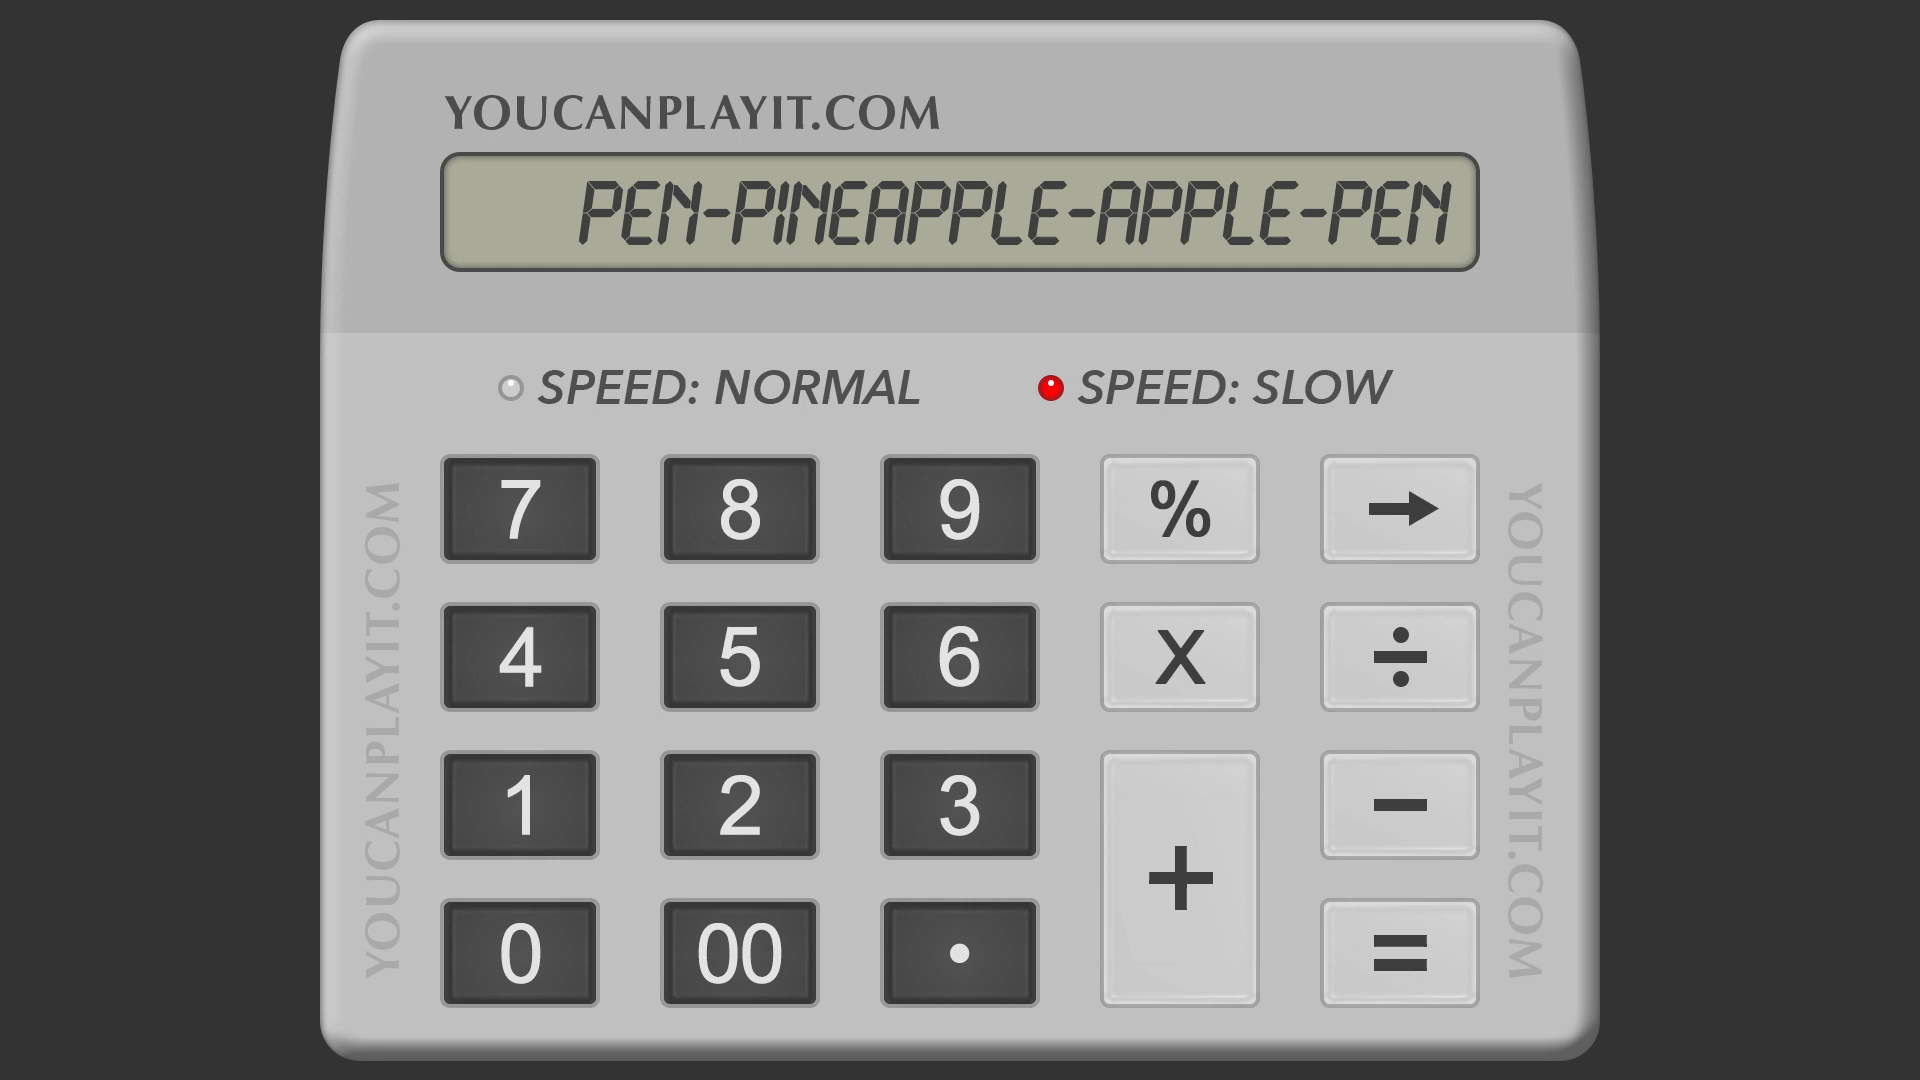 YOUCANPLAYIT.COM
PEN-PINEAPPLE-APPLE-PEN
SPEED: NORMAL SPEED: SLOW
7 8 9 % →
4 5 6 X ÷
1 2 3 + −
0 00 • =
YOUCANPLAYIT.COM
YOUCANPLAYIT.COM